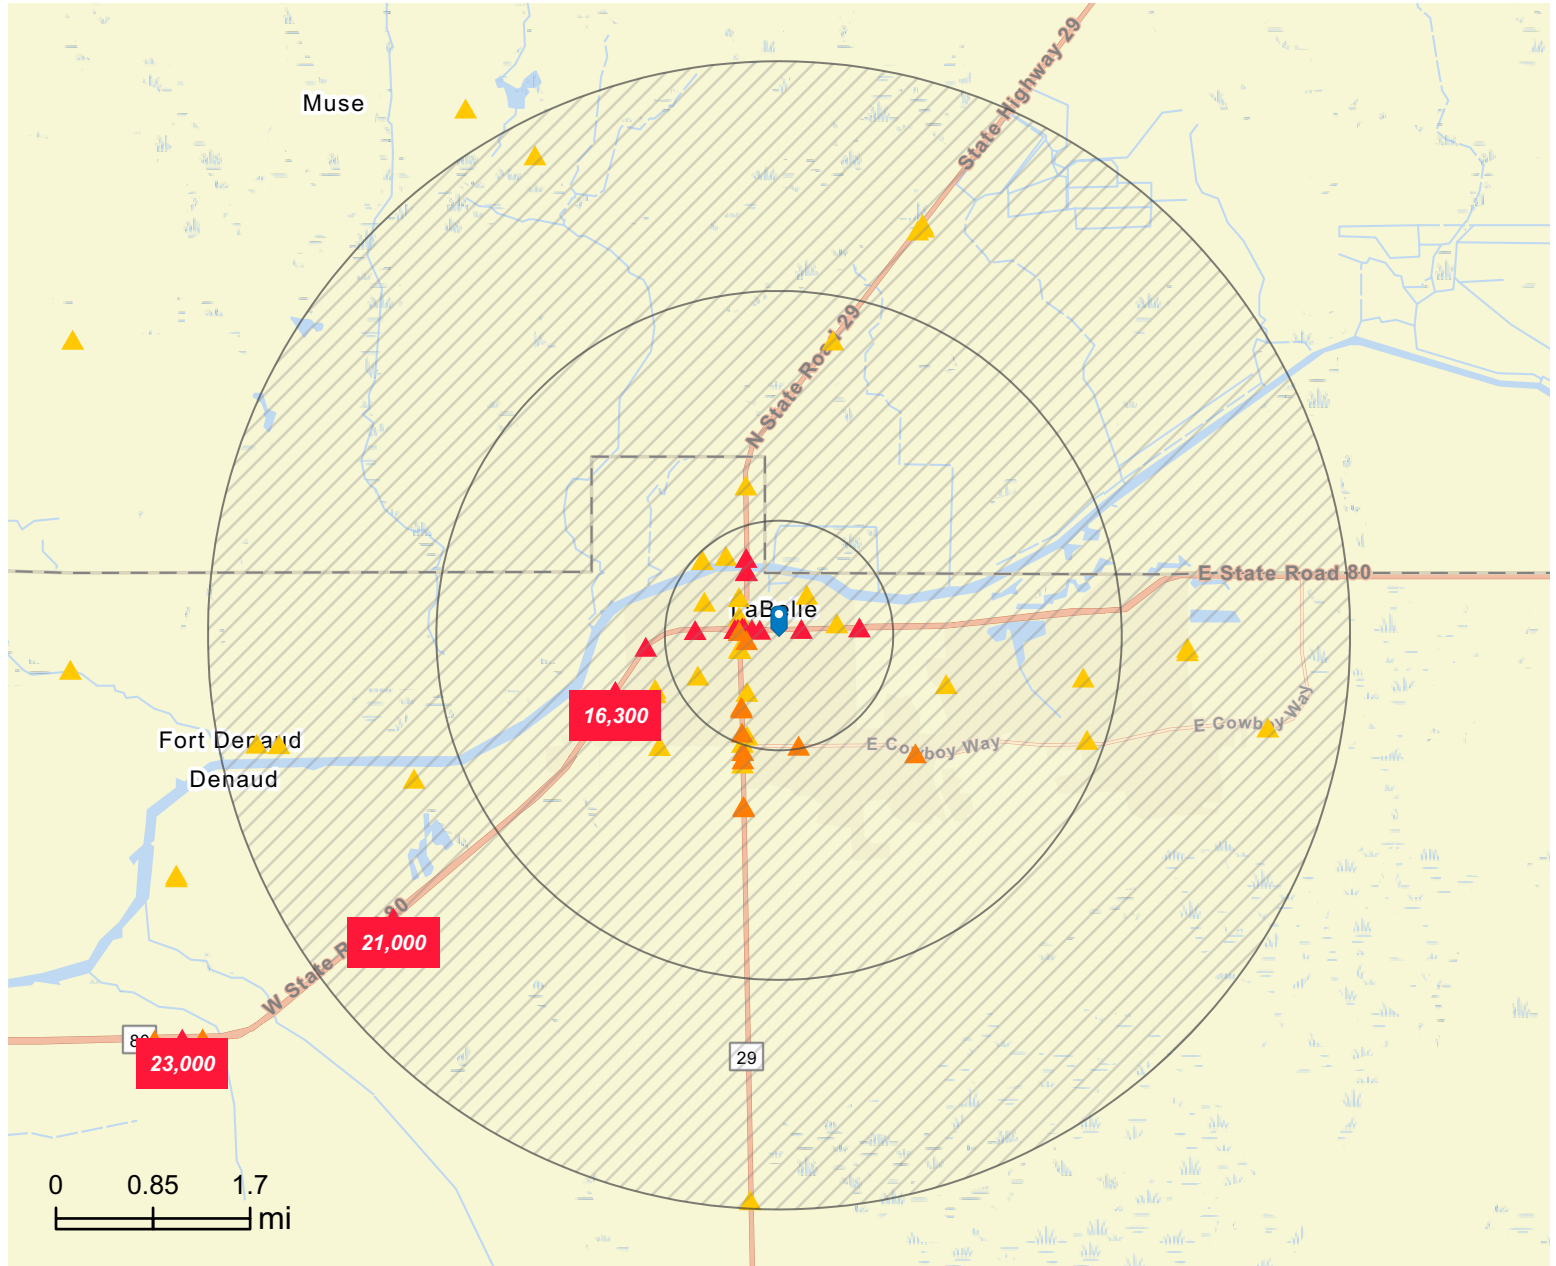 State Highway 29
Muse
N State Road 29
E State Road 80
LaBelle
16,300
E Cowboy Way
E Cowboy Way
Fort Denaud
Denaud
80
21,000
W State R
80
23,000
29
0 0.85 1.7
mi